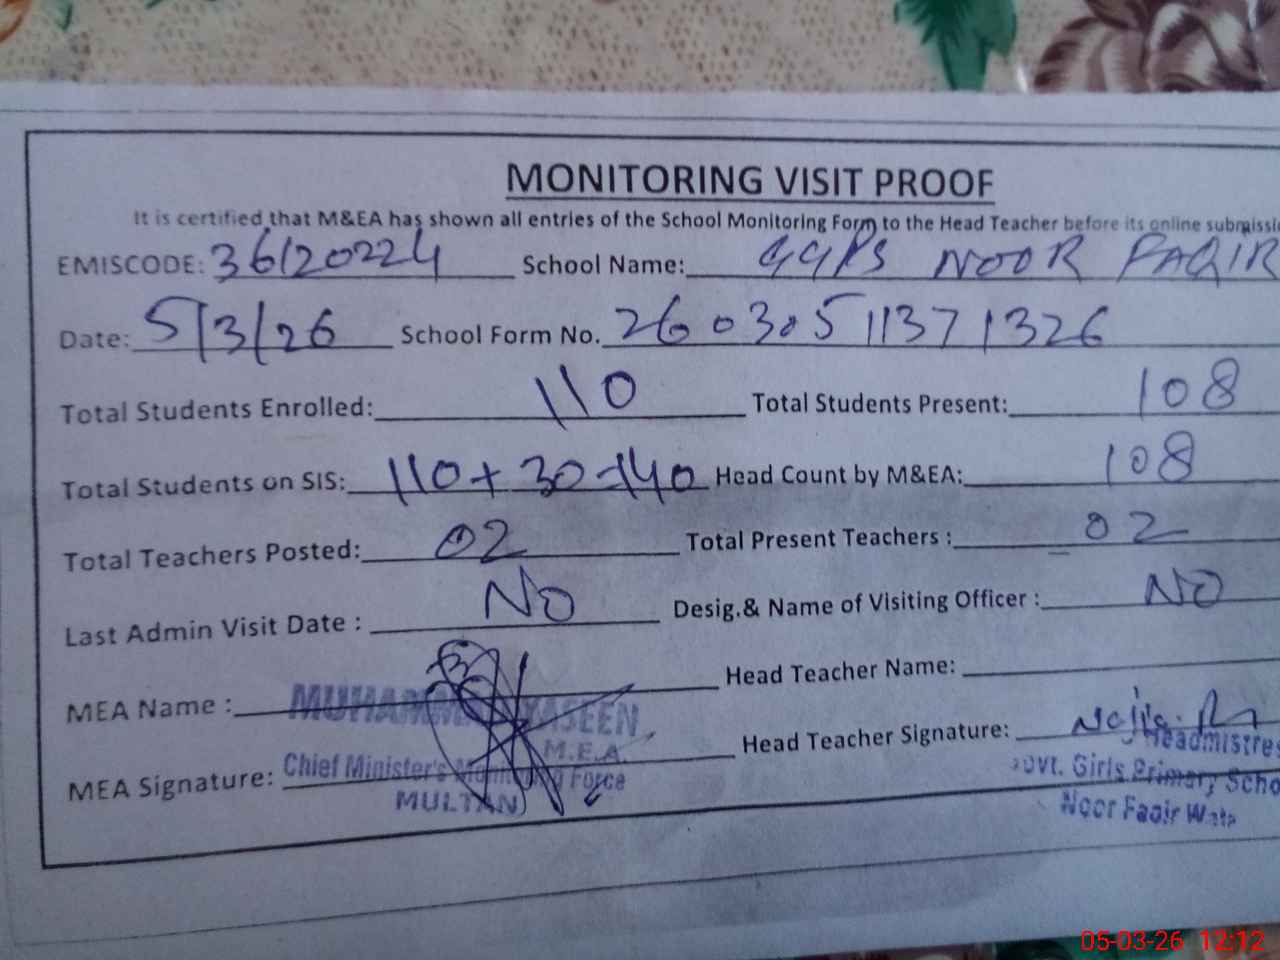 MONITORING VISIT PROOF
It is certified that M&EA has shown all entries of the School Monitoring Form to the Head Teacher before its online submissi
EMISCODE: 36120224 School Name: GGPS NOOR FAQIR
Date: 5/3/26 School Form No. 26030511371326
Total Students Enrolled: 110 Total Students Present: 108
Total Students on SIS: 110+30=140 Head Count by M&EA: 108
Total Teachers Posted: 02 Total Present Teachers : 02
Last Admin Visit Date : NO Desig.& Name of Visiting Officer : NO
MEA Name : MUHAMMAD YASEEN Head Teacher Name:
M.E.A. Head Teacher Signature:
MEA Signature: Chief Minister's Monitoring Force
MULTAN
Headmistres
Govt. Girls Primary Scho
Noor Faqir
05-03-26 12:12